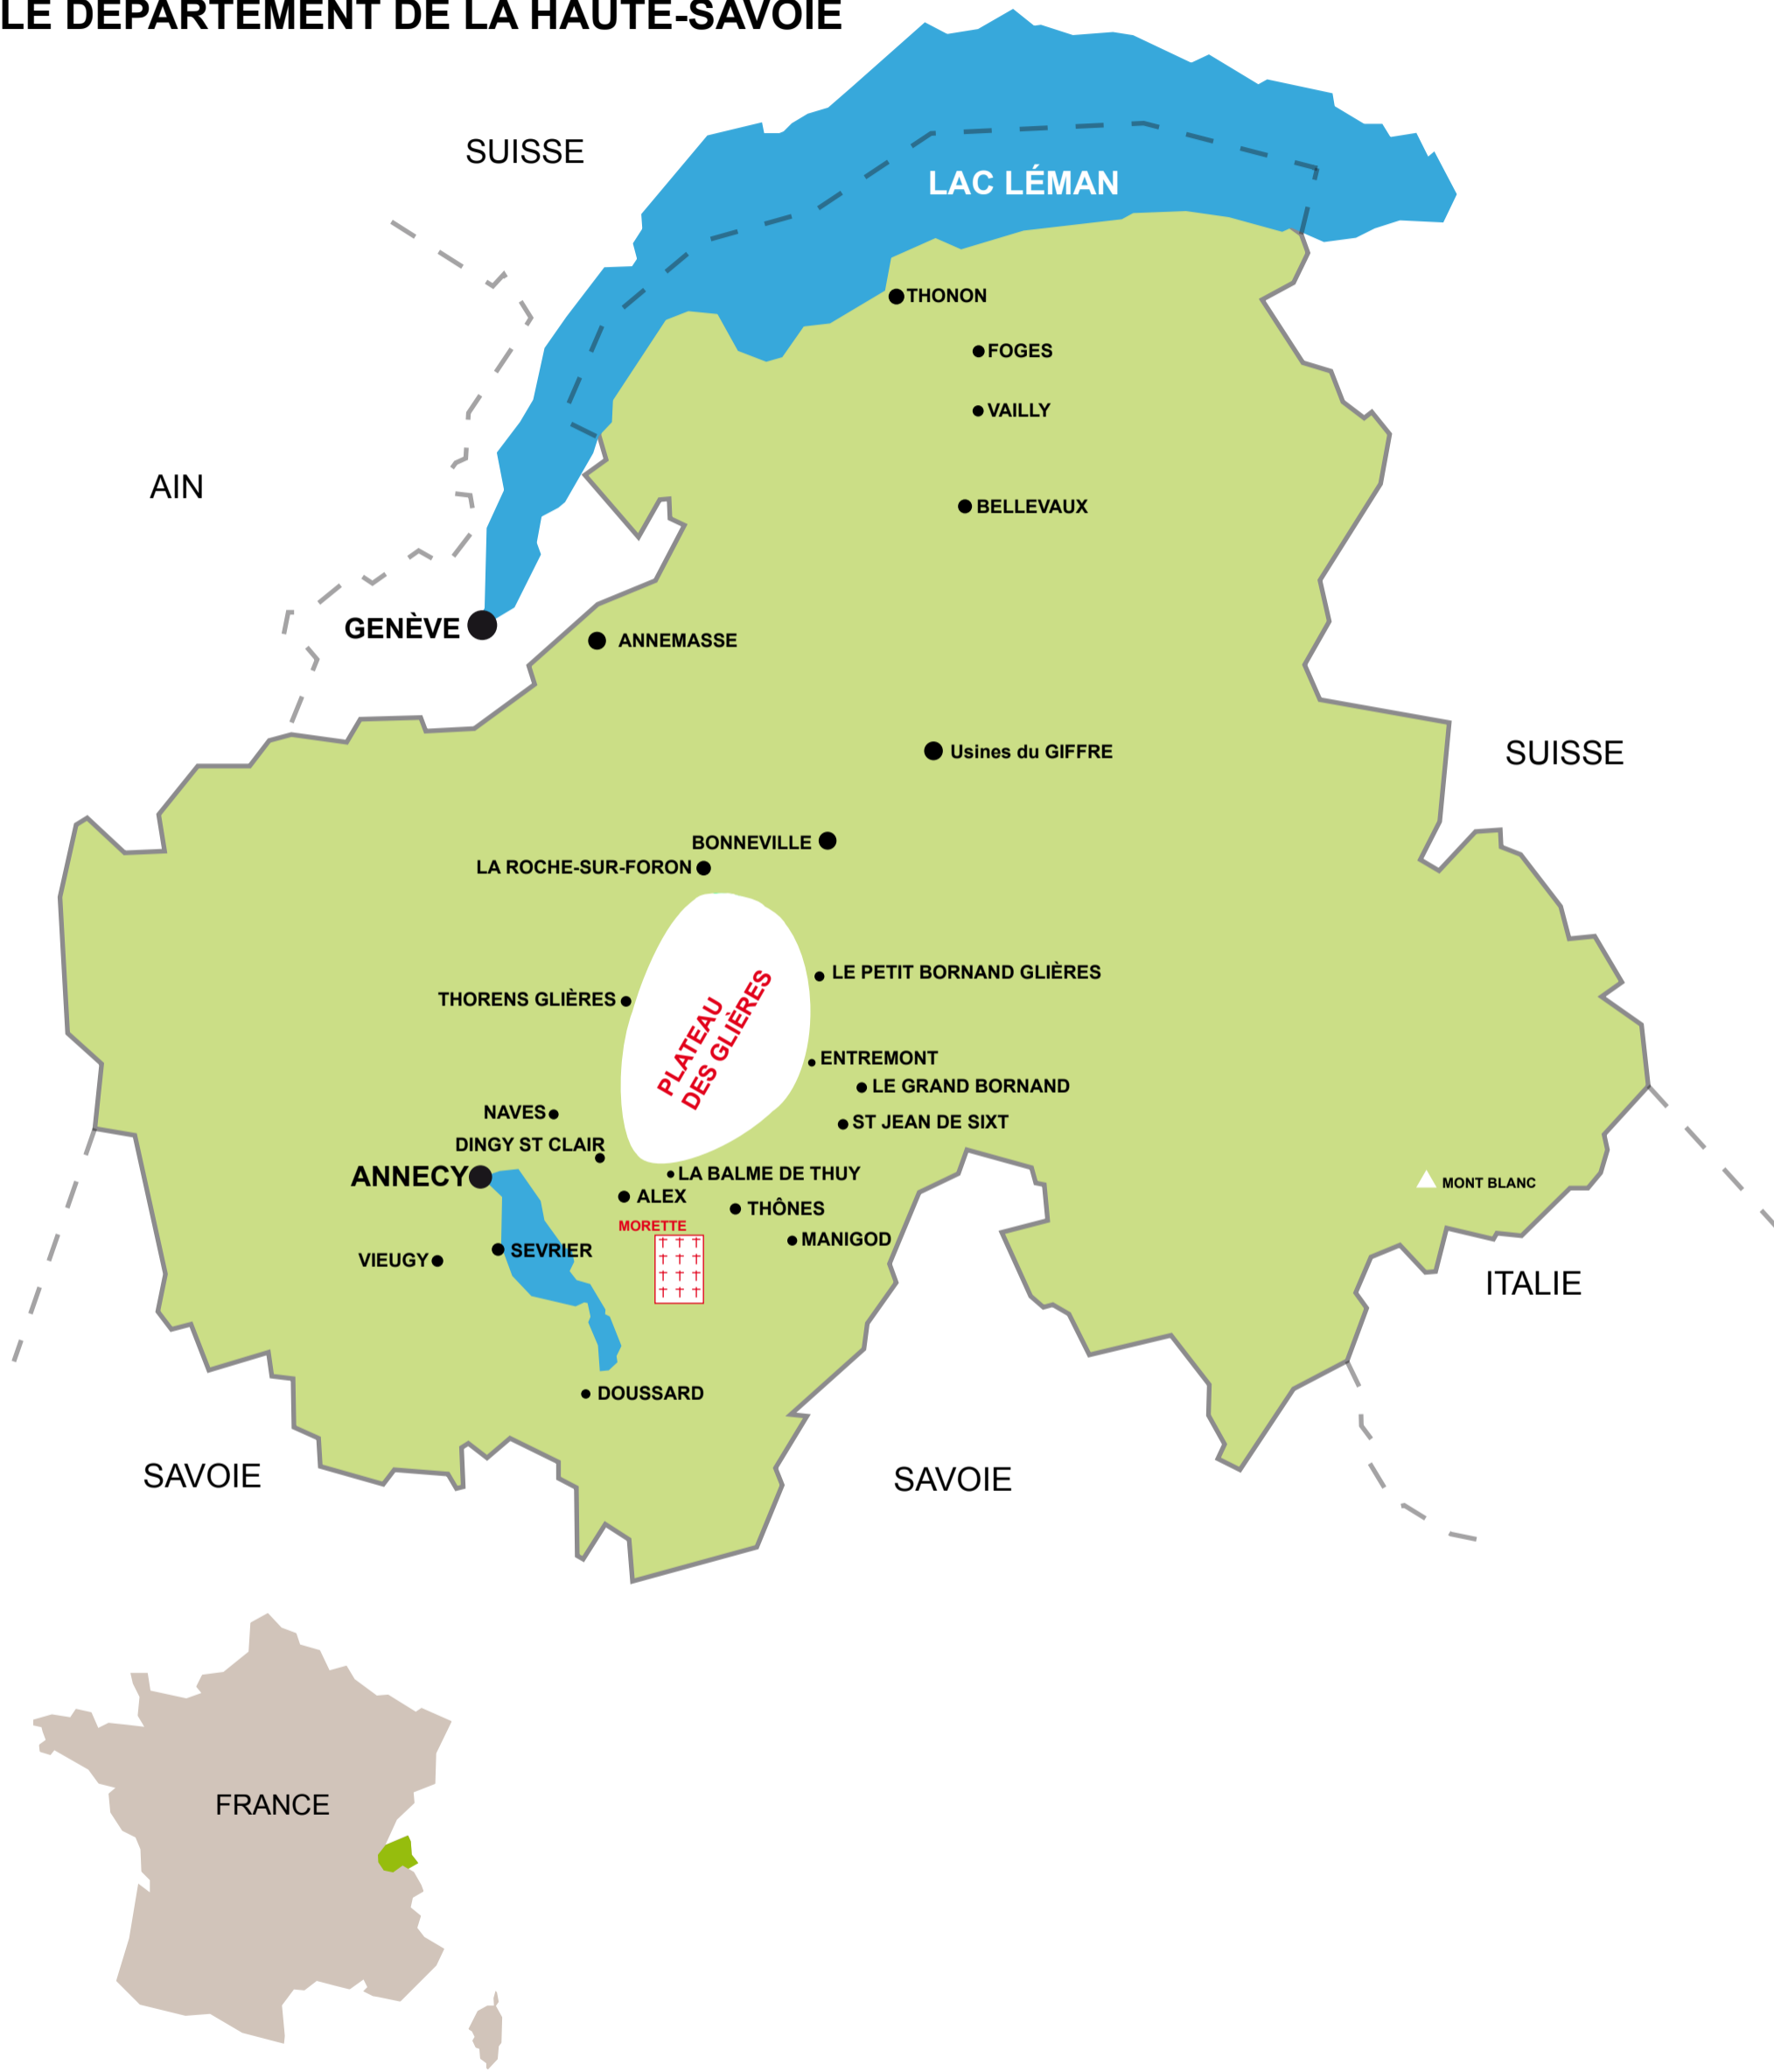 LE DEPARTEMENT DE LA HAUTE-SAVOIE
SUISSE
LAC LÉMAN
THONON
FOGES
VAILLY
AIN
BELLEVAUX
GENÈVE
ANNEMASSE
Usines du GIFFRE
SUISSE
BONNEVILLE
LA ROCHE-SUR-FORON
LE PETIT BORNAND GLIÈRES
THORENS GLIÈRES
PLATEAU
DES GLIÈRES
ENTREMONT
LE GRAND BORNAND
NAVES
ST JEAN DE SIXT
DINGY ST CLAIR
ANNECY
LA BALME DE THUY
MONT BLANC
ALEX
THÔNES
MORETTE
MANIGOD
SEVRIER
VIEUGY
ITALIE
DOUSSARD
SAVOIE
SAVOIE
FRANCE